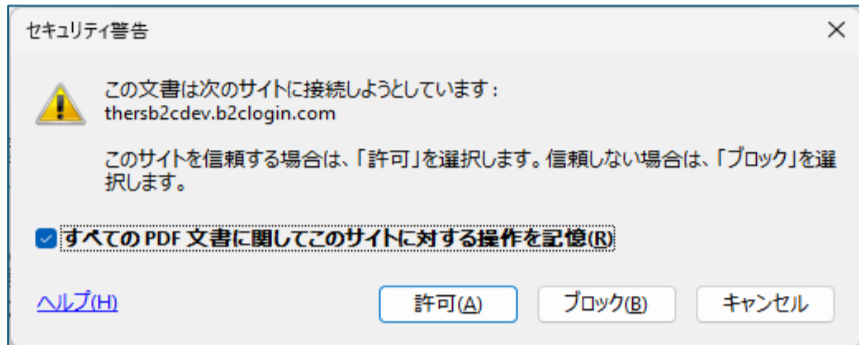 セキュリティ警告
この文書は次のサイトに接続しようとしています:
thersb2cdev.b2clogin.com
このサイトを信頼する場合は、「許可」を選択します。信頼しない場合は、「ブロック」を選
択します。
すべての PDF 文書に関してこのサイトに対する操作を記憶(R)
ヘルプ(H) 許可(A) ブロック(B) キャンセル